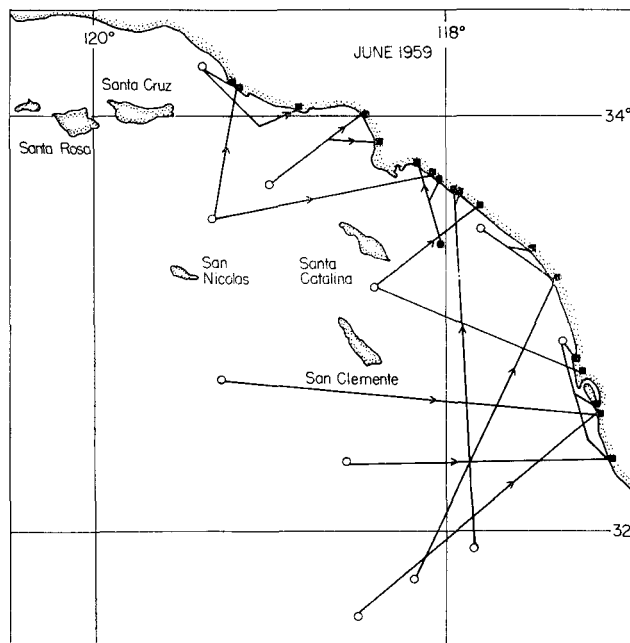 120°
118°
JUNE 1959
Santa Cruz
34°
Santa Rosa
San
Nicolas
Santa
Catalina
San Clemente
32